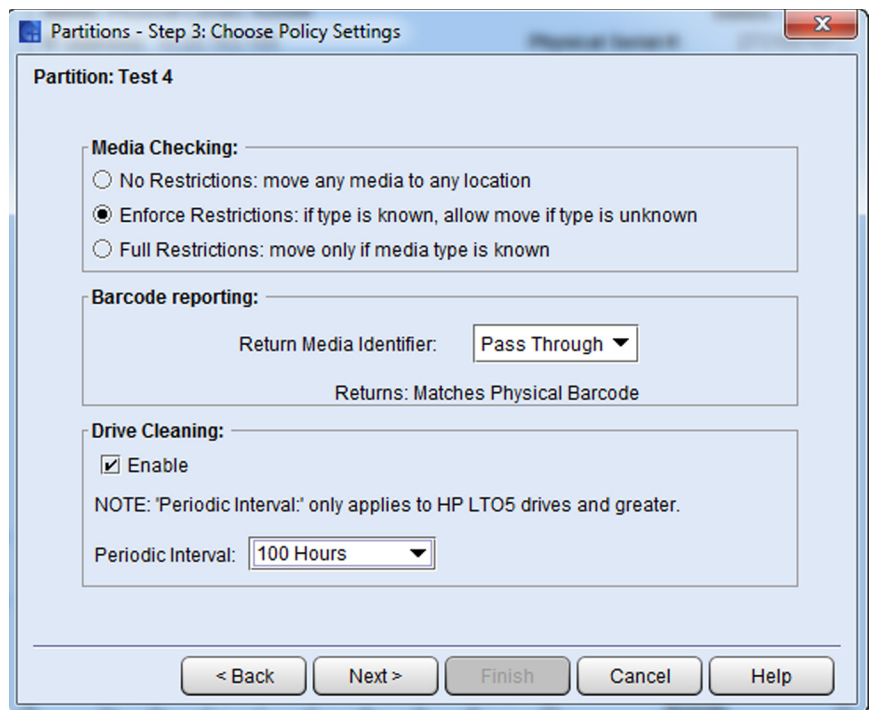 Partitions - Step 3: Choose Policy Settings
Partition: Test 4
Media Checking:
No Restrictions: move any media to any location
Enforce Restrictions: if type is known, allow move if type is unknown
Full Restrictions: move only if media type is known
Barcode reporting:
Return Media Identifier: Pass Through
Returns: Matches Physical Barcode
Drive Cleaning:
Enable
NOTE: 'Periodic Interval:' only applies to HP LTO5 drives and greater.
Periodic Interval: 100 Hours
< Back Next > Finish Cancel Help